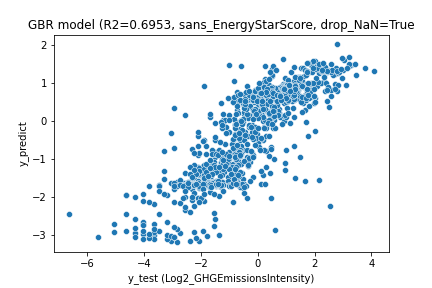 GBR model (R2=0.6953, sans_EnergyStarScore, drop_NaN=True
2
1
0
−1
−2
−3
y_predict
−6 −4 −2 0 2 4
y_test (Log2_GHGEmissionsIntensity)